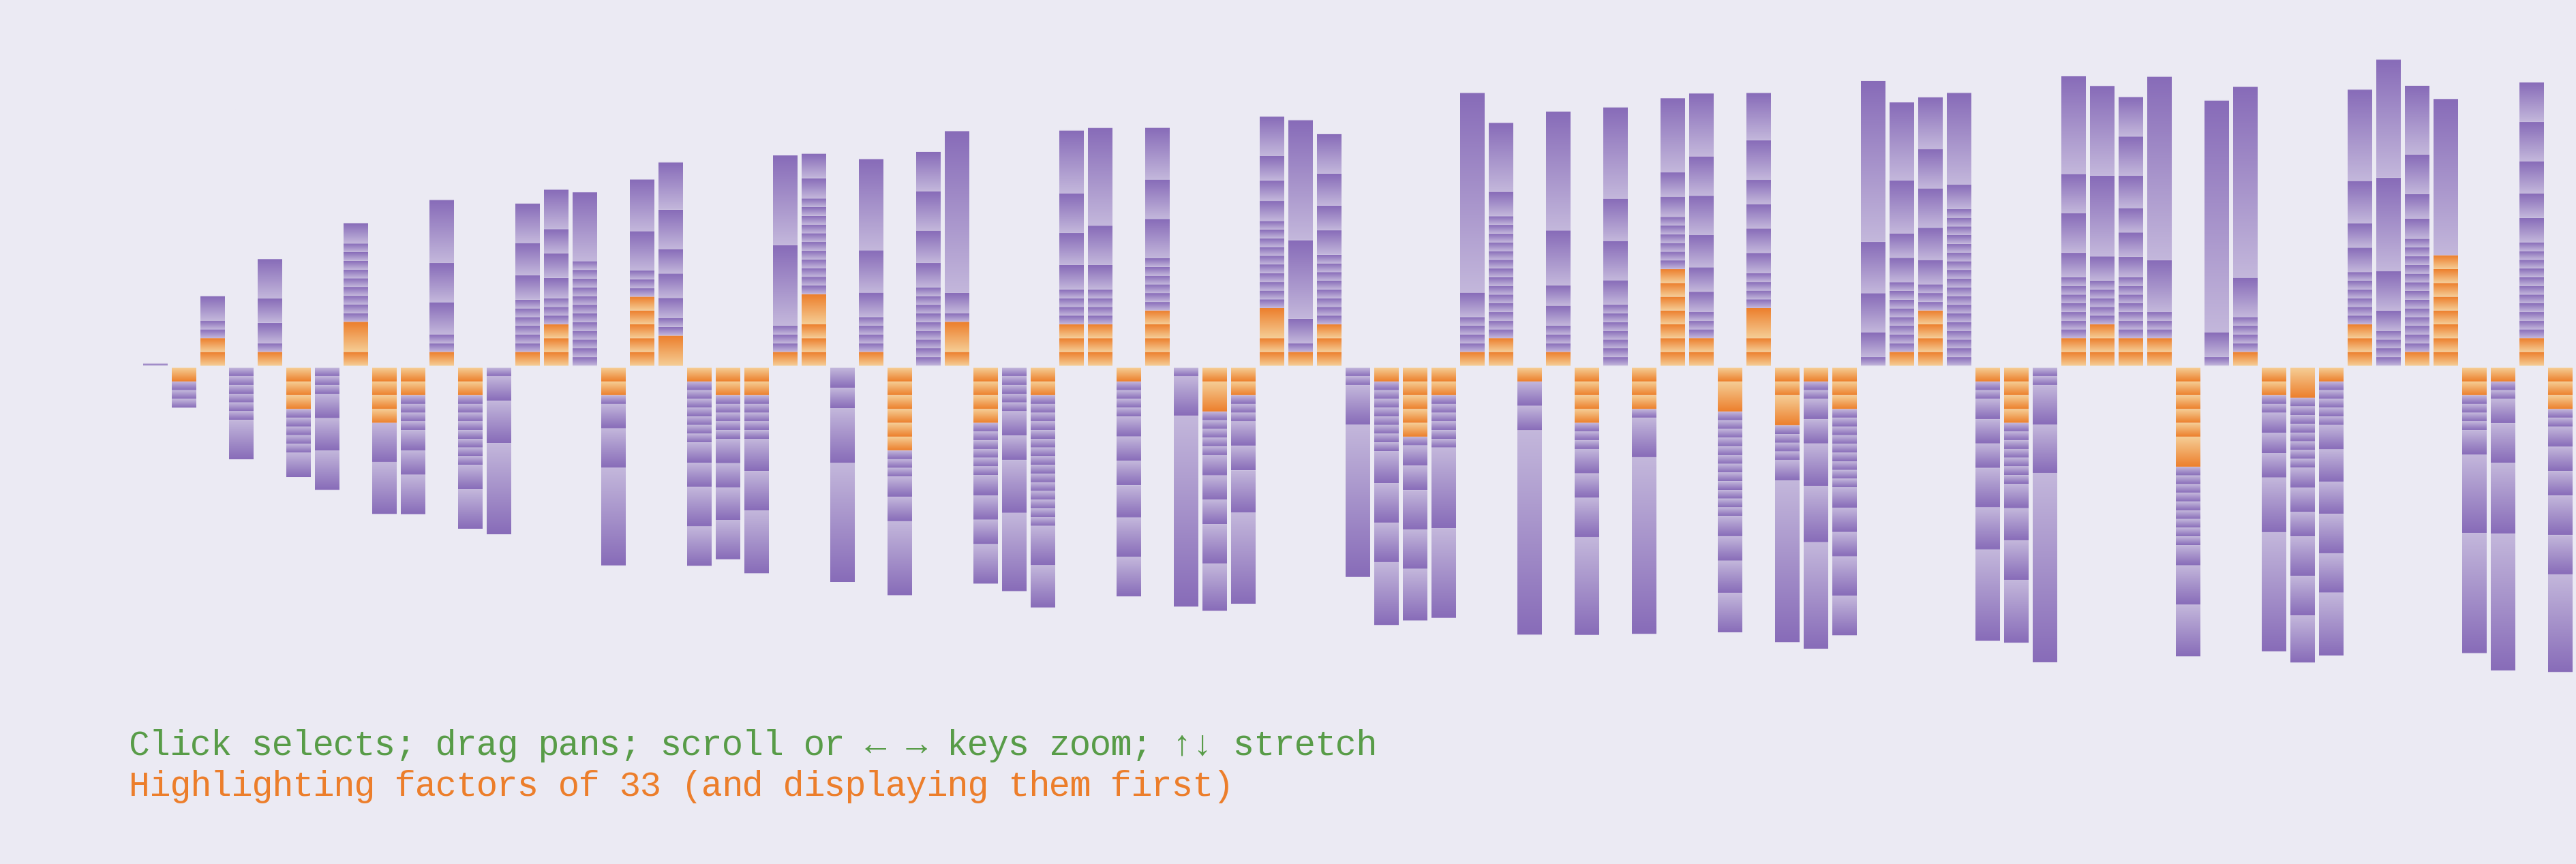 Click selects; drag pans; scroll or ← → keys zoom; ↑↓ stretch
Highlighting factors of 33 (and displaying them first)